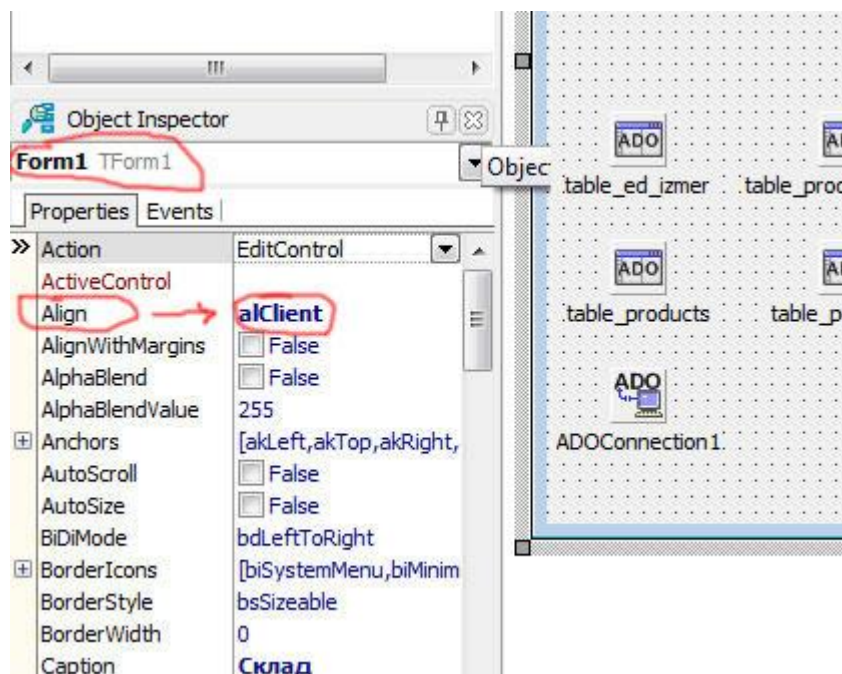 Object Inspector
Form1 TForm1
Properties Events
Action EditControl
ActiveControl
Align alClient
AlignWithMargins False
AlphaBlend False
AlphaBlendValue 255
Anchors [akLeft,akTop,akRight,
AutoScroll False
AutoSize False
BiDiMode bdLeftToRight
BorderIcons [biSystemMenu,biMinim
BorderStyle bsSizeable
BorderWidth 0
Caption Склад
Objec
ADO
table_ed_izmer table_proc
ADO
table_products table_p
ADO
ADOConnection1